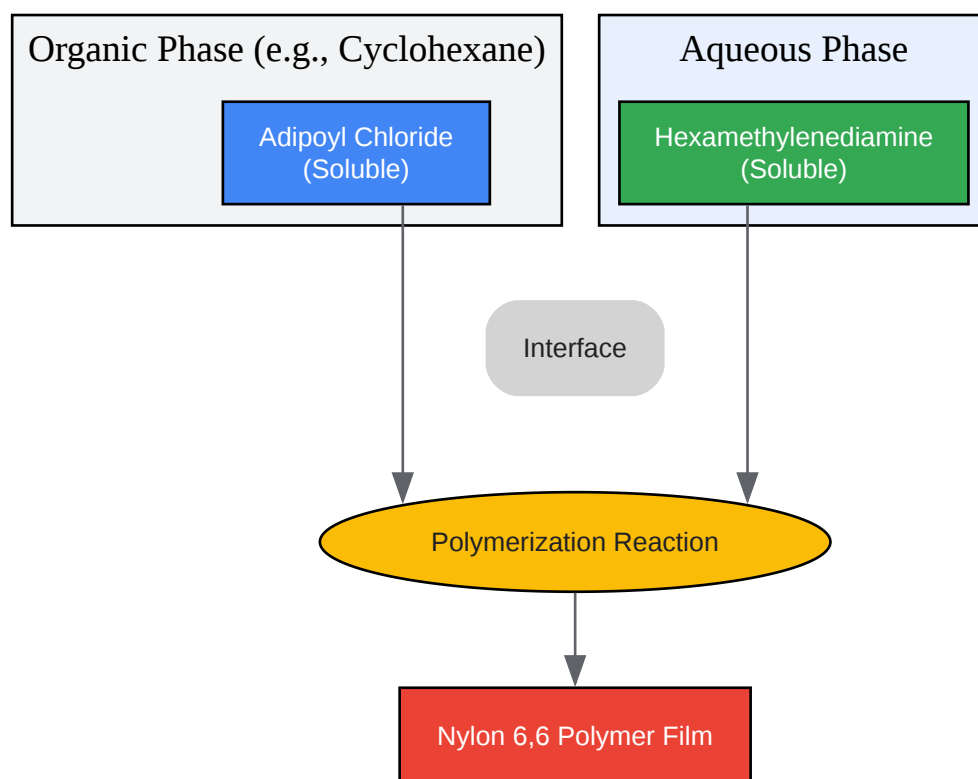 Organic Phase (e.g., Cyclohexane)
Aqueous Phase
Adipoyl Chloride
(Soluble)
Hexamethylenediamine
(Soluble)
Interface
Polymerization Reaction
Nylon 6,6 Polymer Film